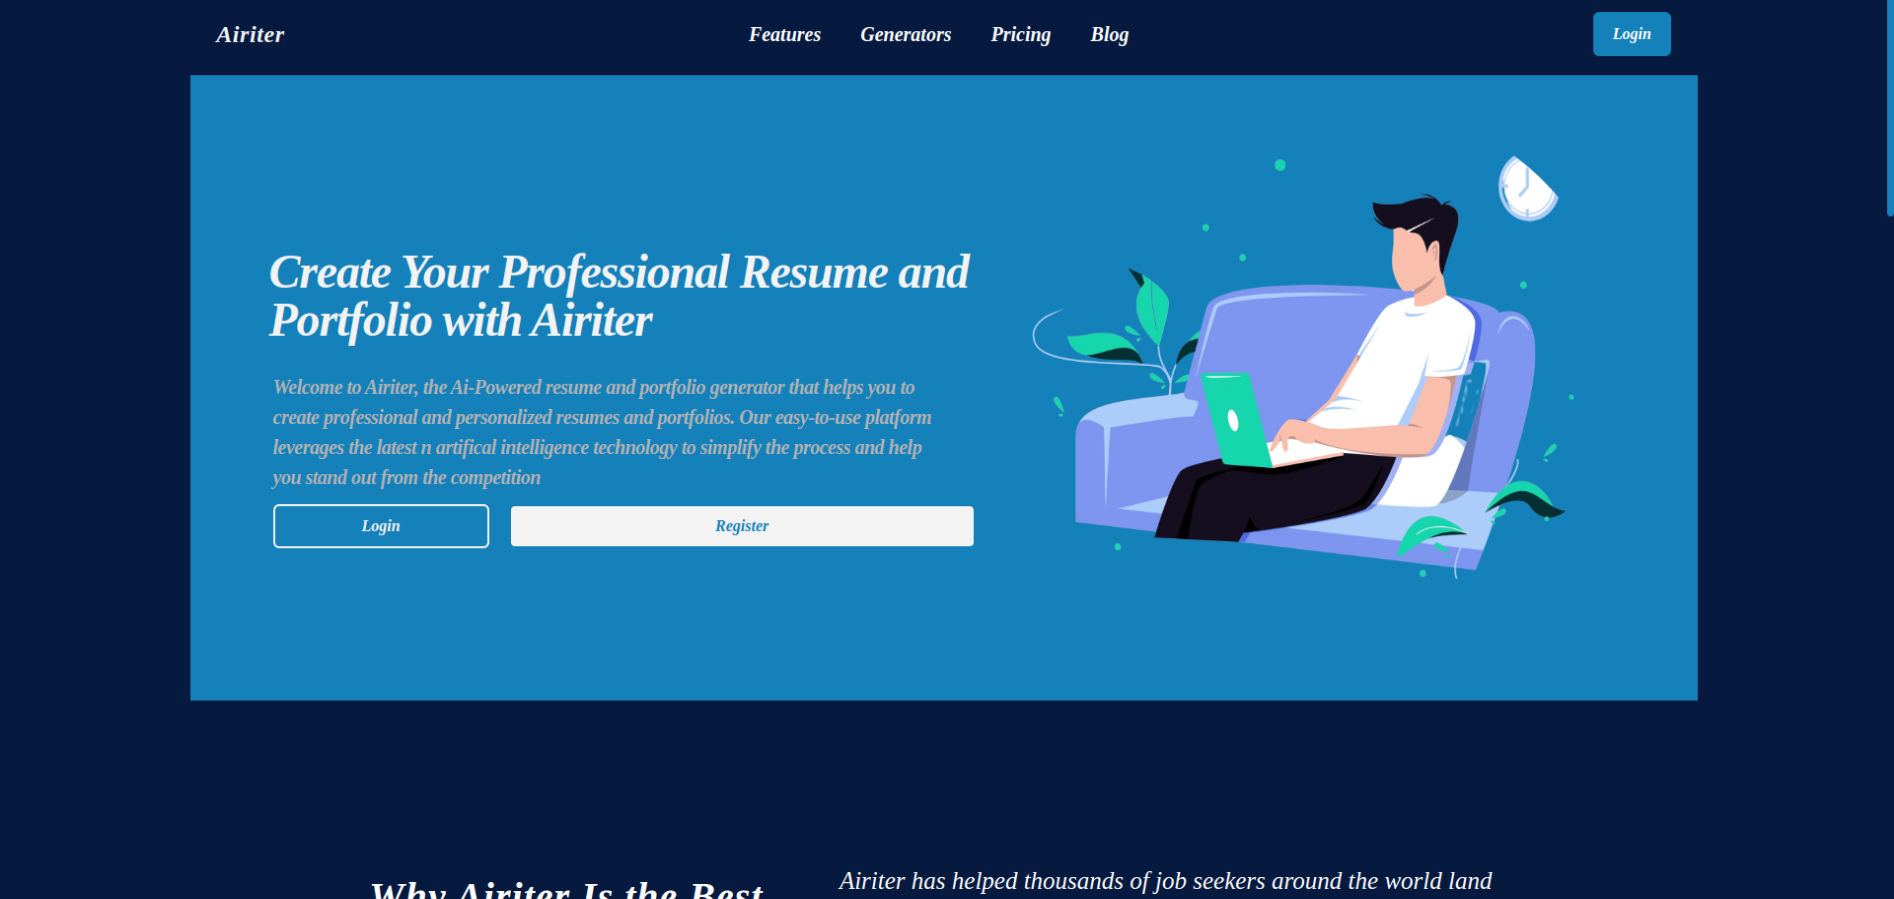 Airiter
Features
Generators
Pricing
Blog
Login
Create Your Professional Resume and
Portfolio with Airiter
Welcome to Airiter, the Ai-Powered resume and portfolio generator that helps you to
create professional and personalized resumes and portfolios. Our easy-to-use platform
leverages the latest n artifical intelligence technology to simplify the process and help
you stand out from the competition
Login
Register
Why Airiter Is the Best
Airiter has helped thousands of job seekers around the world land